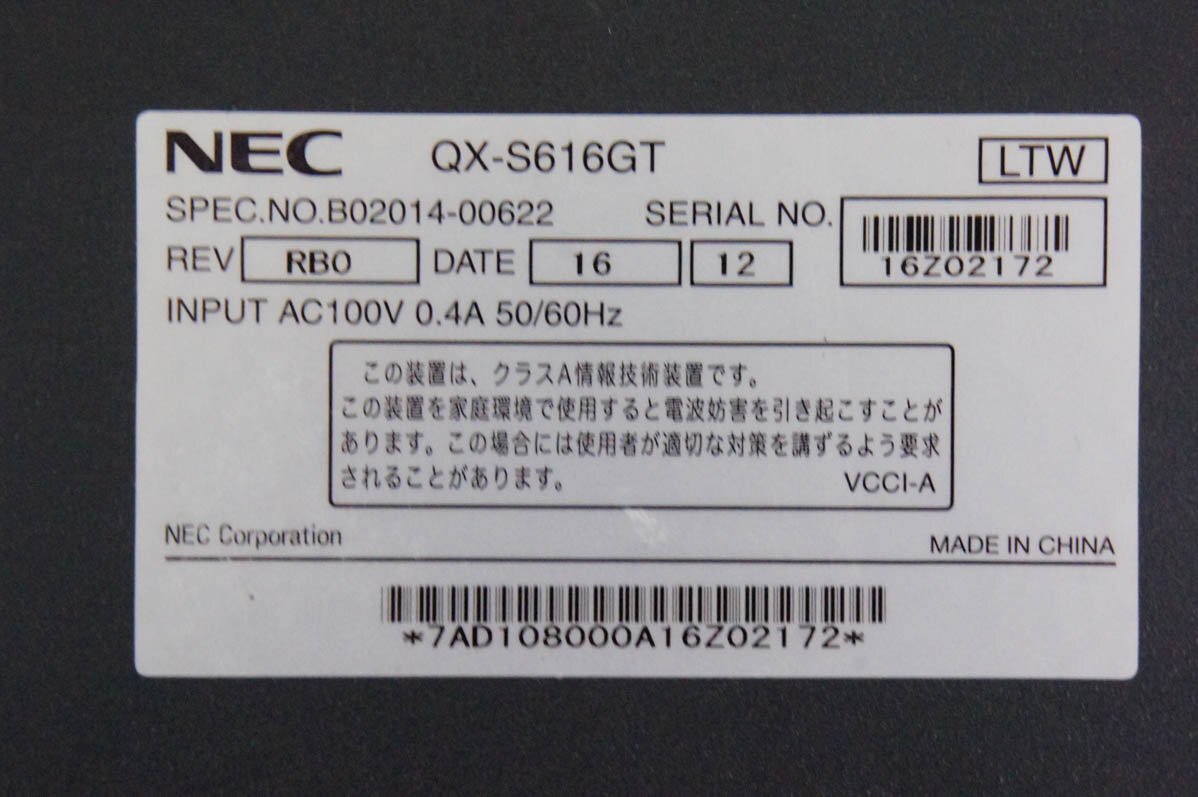 NEC QX-S616GT LTW
SPEC.NO.B02014-00622 SERIAL NO. 16Z02172
REV RB0 DATE 16 12
INPUT AC100V 0.4A 50/60Hz
この装置は、クラスA情報技術装置です。
この装置を家庭環境で使用すると電波妨害を引き起こすことが
あります。この場合には使用者が適切な対策を講ずるよう要求
されることがあります。 VCCI-A
NEC Corporation MADE IN CHINA
*7AD108000A16Z02172*